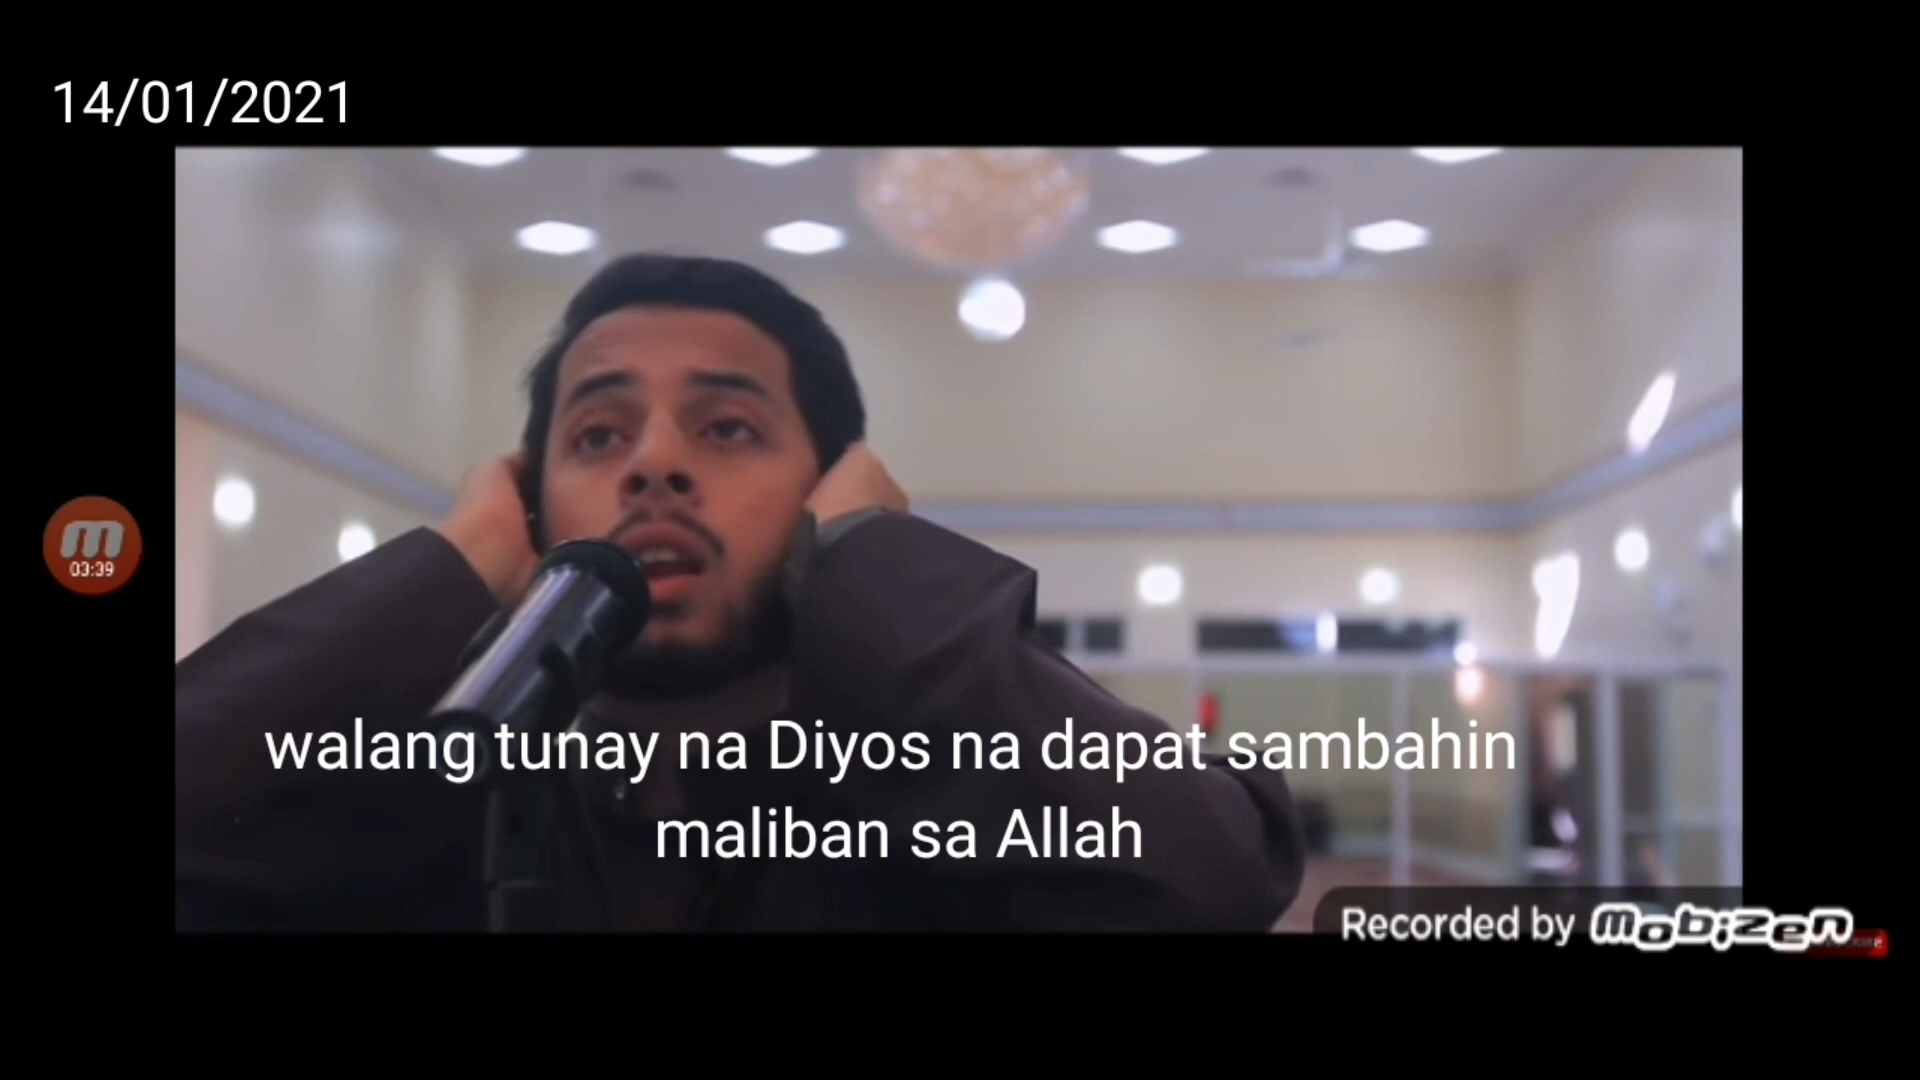 14/01/2021
m
03:39
walang tunay na Diyos na dapat sambahin
maliban sa Allah
Recorded by Mobizen